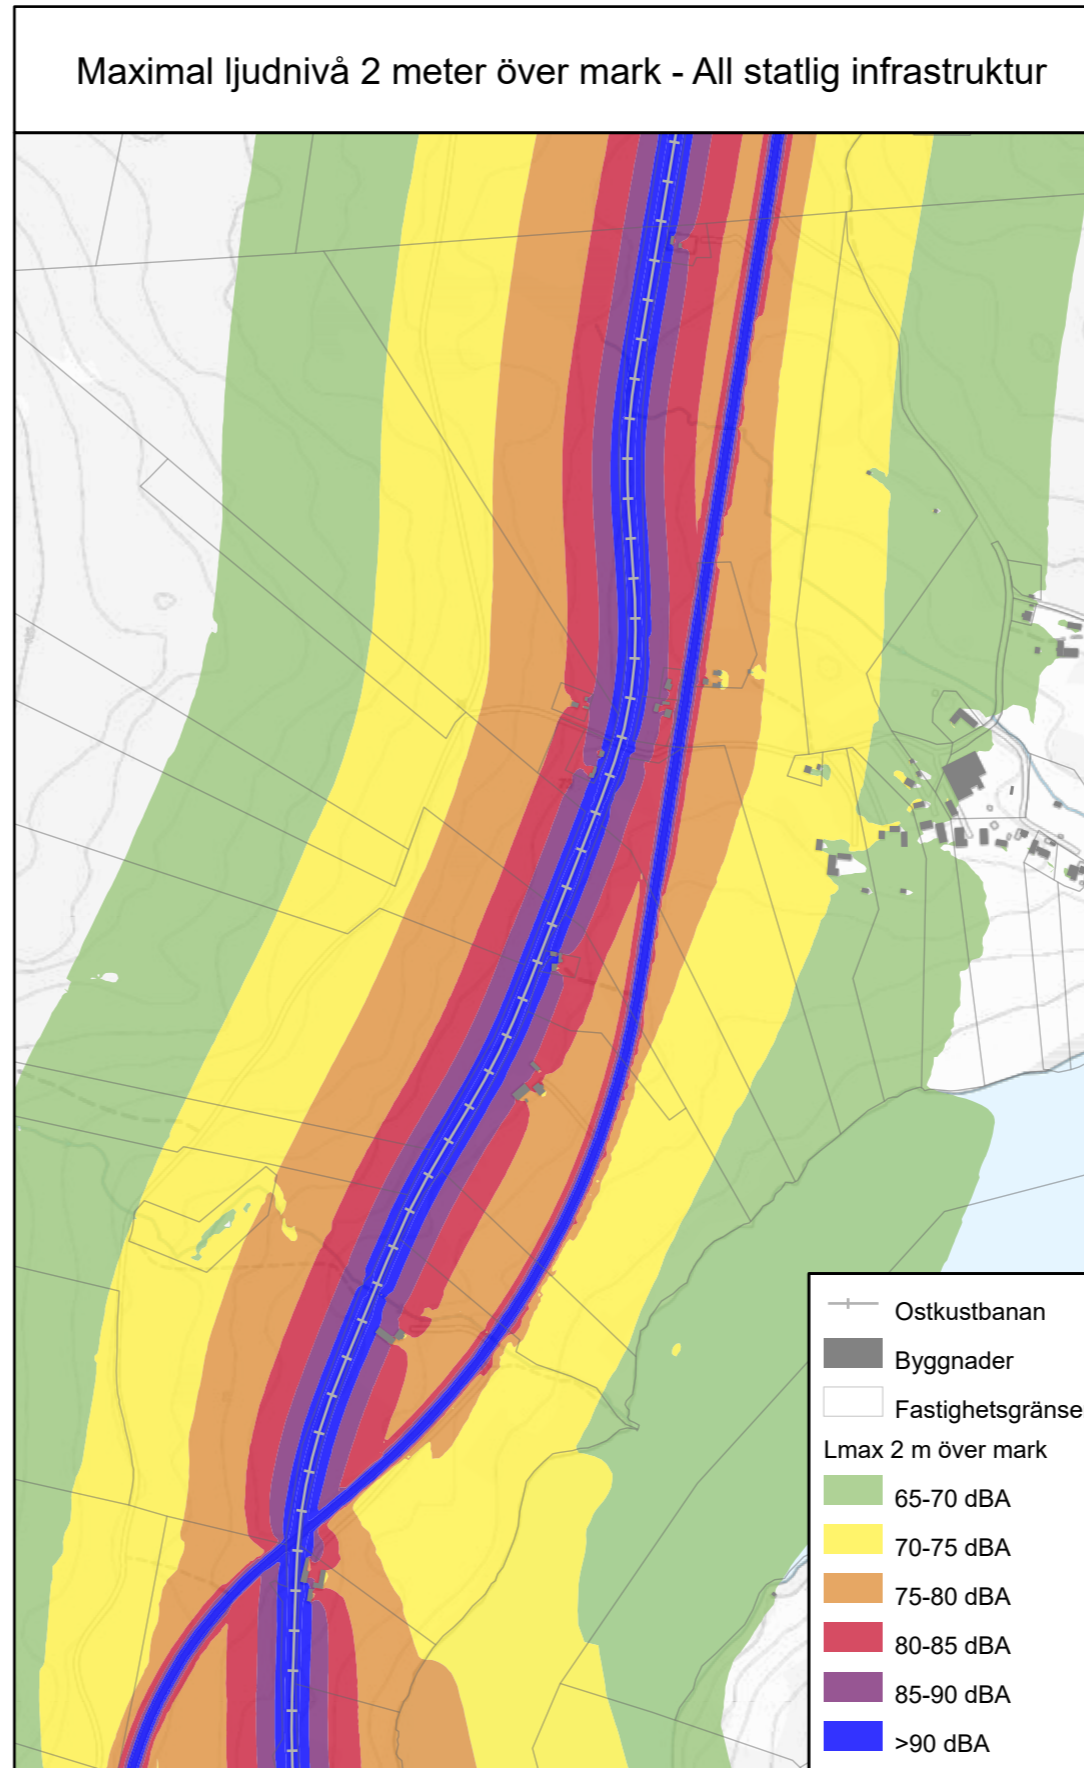 Maximal ljudnivå 2 meter över mark - All statlig infrastruktur
Ostkustbanan
Byggnader
Fastighetsgränser
Lmax 2 m över mark
65-70 dBA
70-75 dBA
75-80 dBA
80-85 dBA
85-90 dBA
>90 dBA